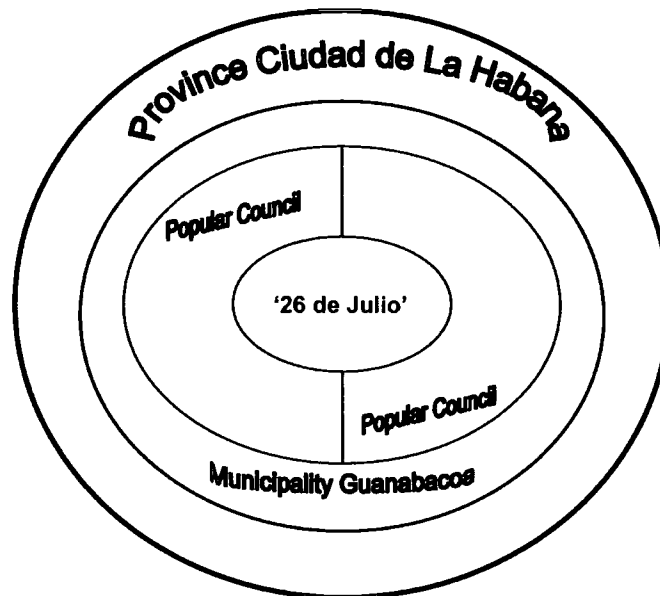 Province Ciudad de La Habana
Popular Council
‘26 de Julio’
Popular Council
Municipality Guanabacoa